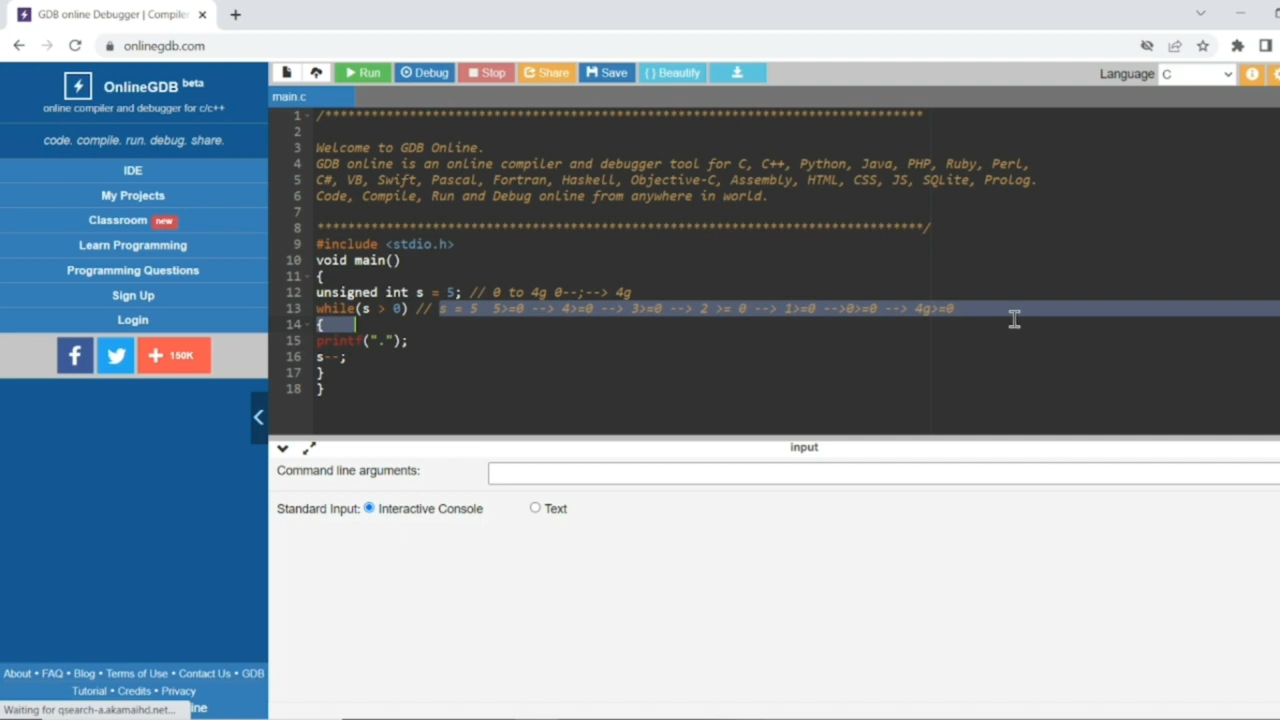 GDB online Debugger | Compiler
onlinegdb.com
OnlineGDB beta
online compiler and debugger for c/c++
code. compile. run. debug. share.
IDE
My Projects
Classroom new
Learn Programming
Programming Questions
Sign Up
Login
f + 150K
About • FAQ • Blog • Terms of Use • Contact Us • GDB
Tutorial • Credits • Privacy
Waiting for qsearch-a.akamaihd.net... ine
Run Debug Stop Share Save { } Beautify
Language C
main c
1 /*******************************************************************************
2
3 Welcome to GDB Online.
4 GDB online is an online compiler and debugger tool for C, C++, Python, Java, PHP, Ruby, Perl,
5 C#, VB, Swift, Pascal, Fortran, Haskell, Objective-C, Assembly, HTML, CSS, JS, SQLite, Prolog.
6 Code, Compile, Run and Debug online from anywhere in world.
7
8 *******************************************************************************/
9 #include <stdio.h>
10 void main()
11 {
12 unsigned int s = 5; // 0 to 4g 0--;--> 4g
13 while(s > 0) // s = 5 5>=0 --> 4>=0 --> 3>=0 --> 2 >= 0 --> 1>=0 -->0>=0 --> 4g>=0
14 {
15 printf(".");
16 s--;
17 }
18 }
input
Command line arguments:
Standard Input: Interactive Console Text